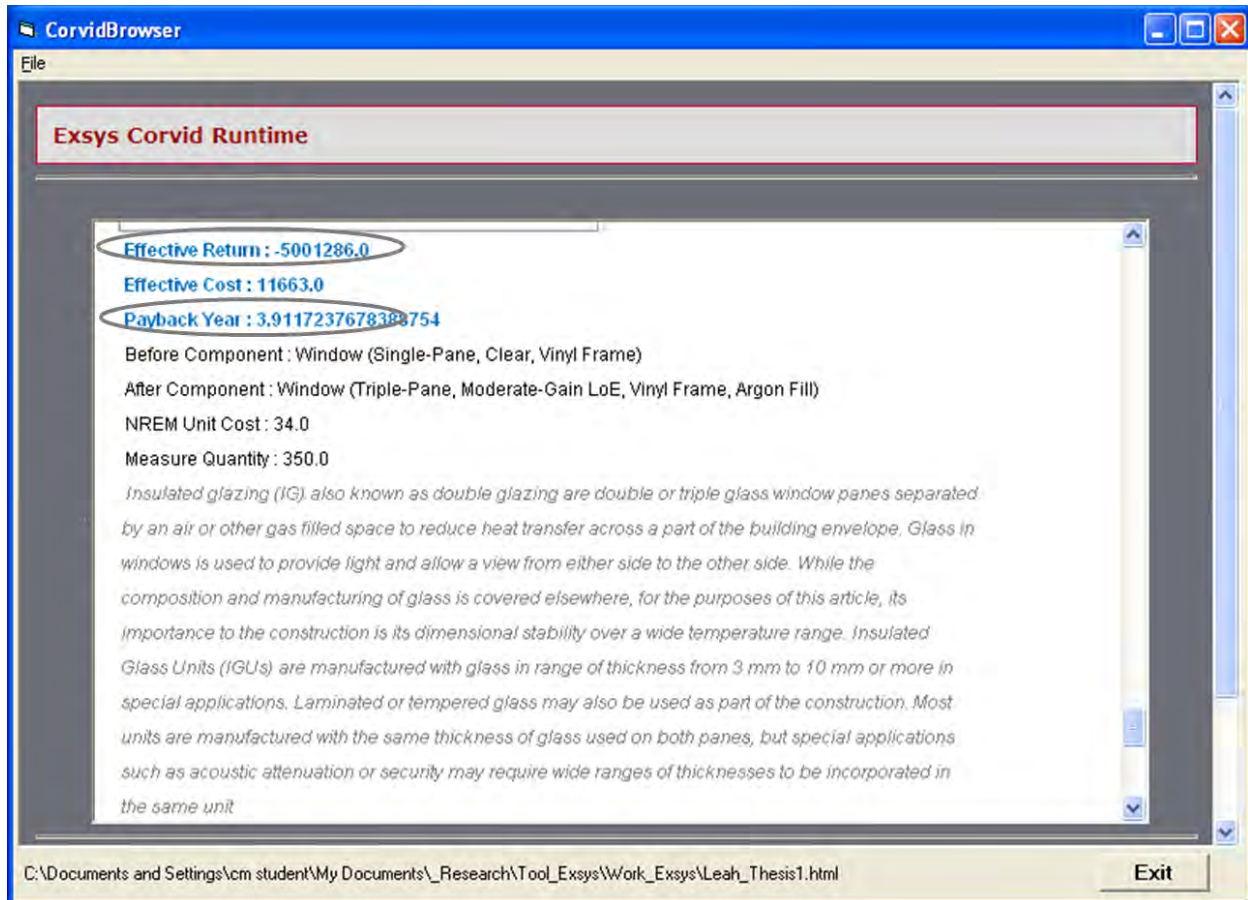 CorvidBrowser
File
Exsys Corvid Runtime
Effective Return : -5001286.0
Effective Cost : 11663.0
Payback Year : 3.9117237678388754
Before Component : Window (Single-Pane, Clear, Vinyl Frame)
After Component : Window (Triple-Pane, Moderate-Gain LoE, Vinyl Frame, Argon Fill)
NREM Unit Cost : 34.0
Measure Quantity : 350.0
Insulated glazing (IG) also known as double glazing are double or triple glass window panes separated
by an air or other gas filled space to reduce heat transfer across a part of the building envelope. Glass in
windows is used to provide light and allow a view from either side to the other side. While the
composition and manufacturing of glass is covered elsewhere, for the purposes of this article, its
importance to the construction is its dimensional stability over a wide temperature range. Insulated
Glass Units (IGUs) are manufactured with glass in range of thickness from 3 mm to 10 mm or more in
special applications. Laminated or tempered glass may also be used as part of the construction. Most
units are manufactured with the same thickness of glass used on both panes, but special applications
such as acoustic attenuation or security may require wide ranges of thicknesses to be incorporated in
the same unit
C:\Documents and Settings\cm student\My Documents\_Research\Tool_Exsys\Work_Exsys\Leah_Thesis1.html
Exit